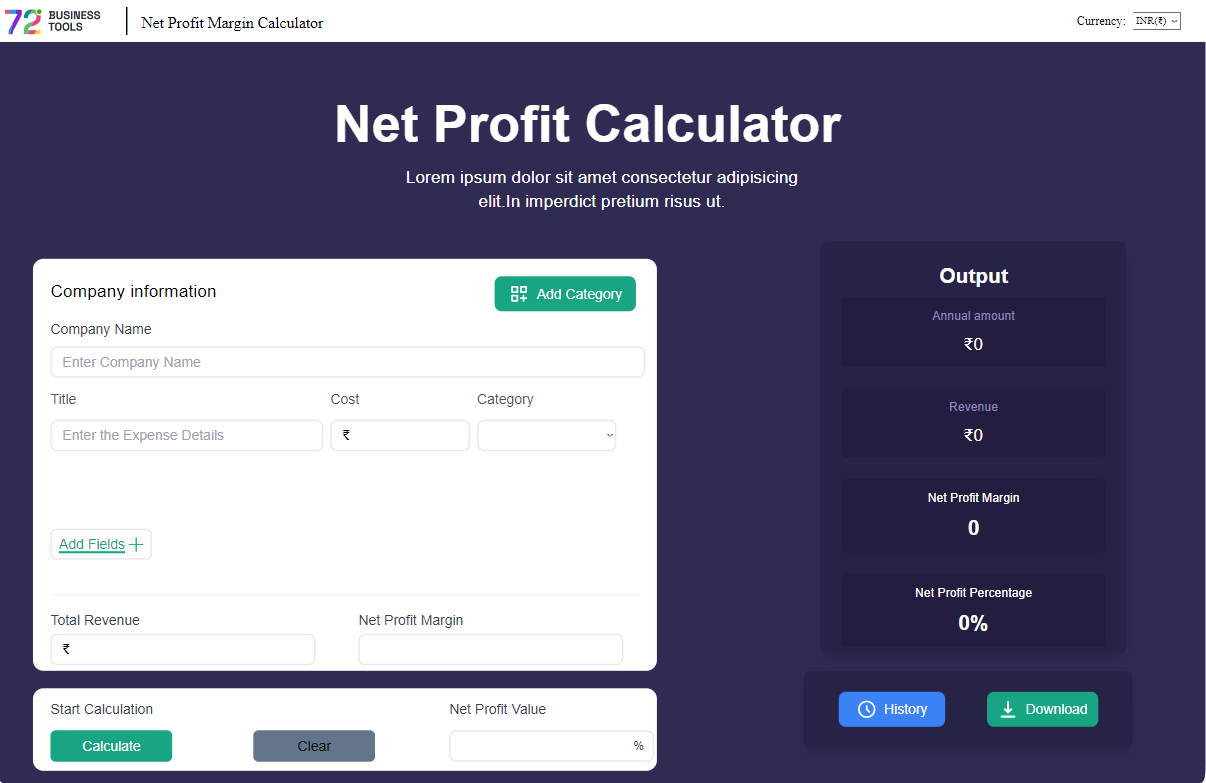 72 BUSINESS TOOLS
Net Profit Margin Calculator
Currency: INR(₹)
Net Profit Calculator
Lorem ipsum dolor sit amet consectetur adipisicing
elit.In imperdict pretium risus ut.
Company information
Add Category
Company Name
Enter Company Name
Title Cost Category
Enter the Expense Details ₹
Add Fields +
Total Revenue Net Profit Margin
₹
Start Calculation Net Profit Value
Calculate Clear %
Output
Annual amount
₹0
Revenue
₹0
Net Profit Margin
0
Net Profit Percentage
0%
History Download